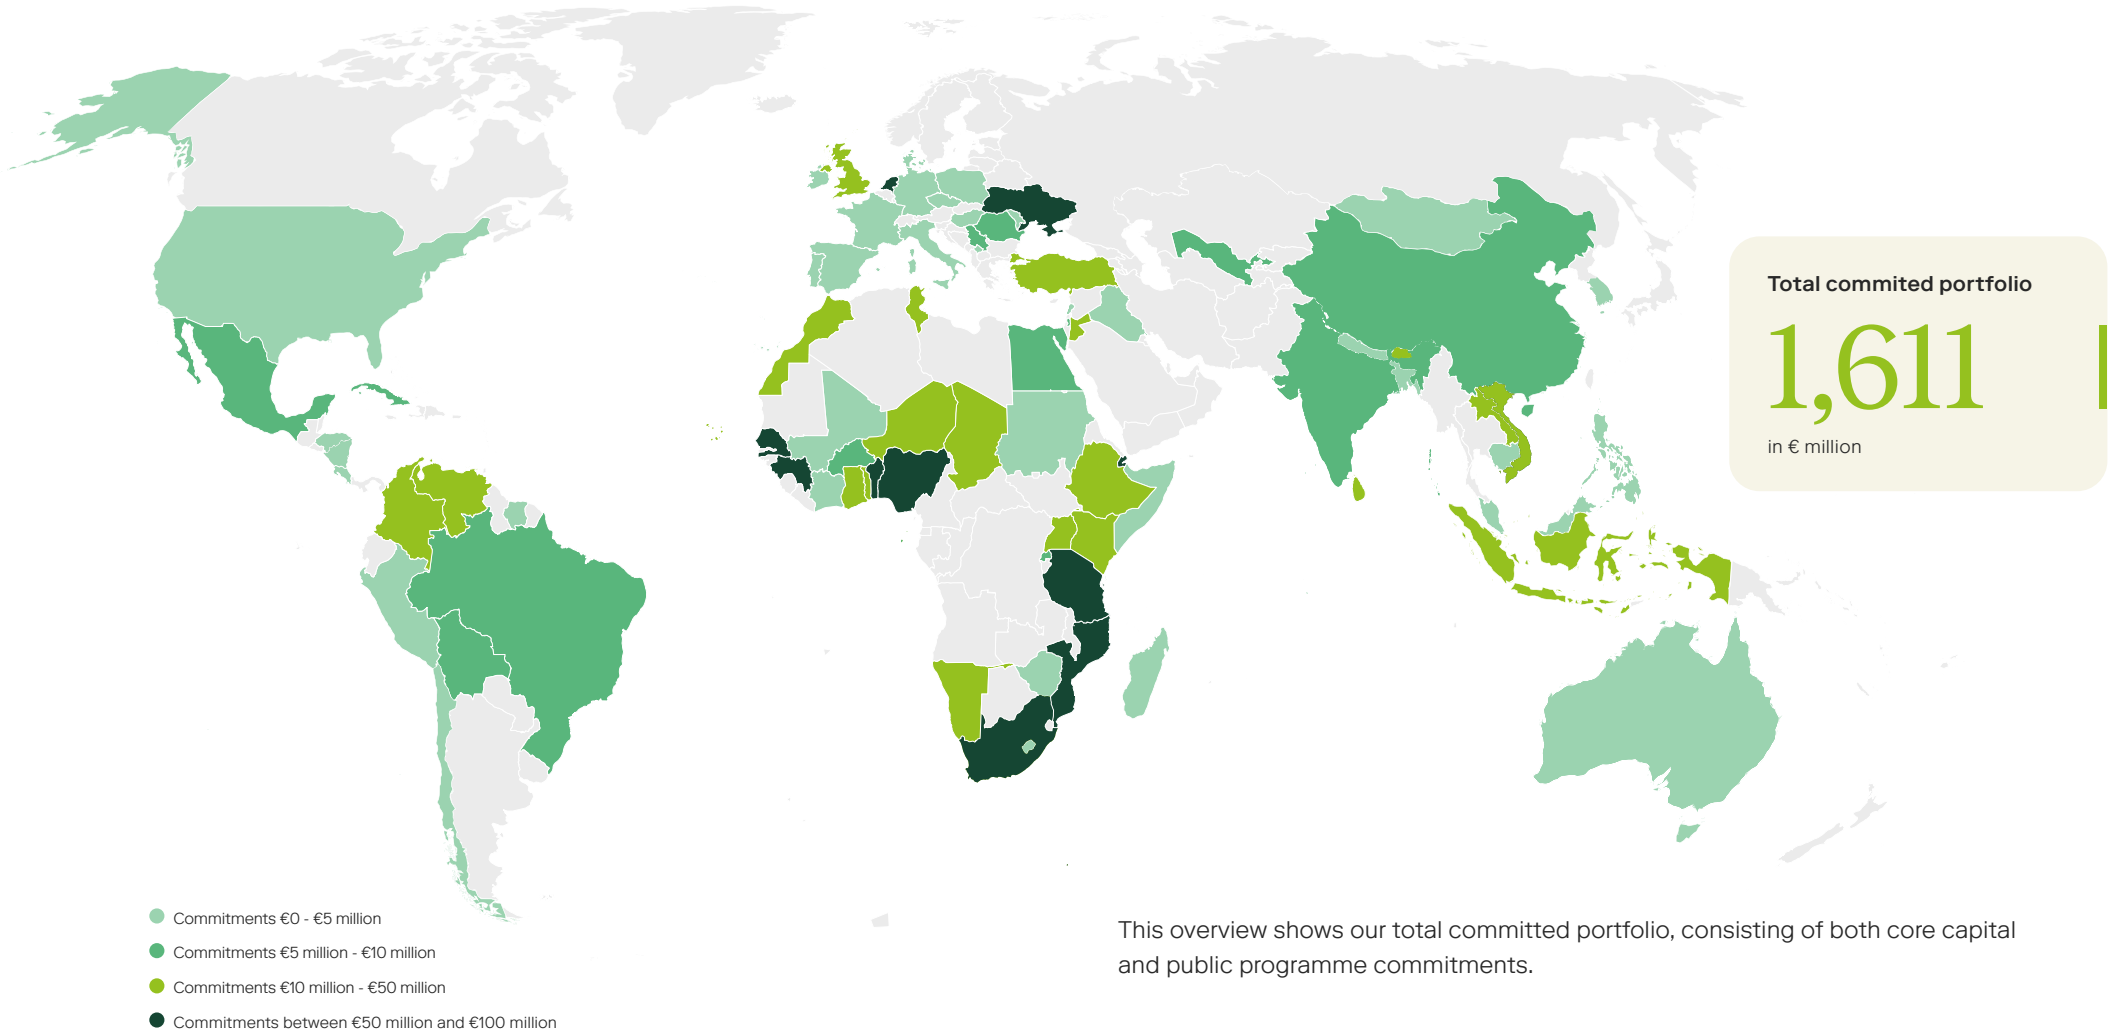 Total commited portfolio
1,611
in € million
Commitments €0 - €5 million
Commitments €5 million - €10 million
Commitments €10 million - €50 million
Commitments between €50 million and €100 million
This overview shows our total committed portfolio, consisting of both core capital
and public programme commitments.